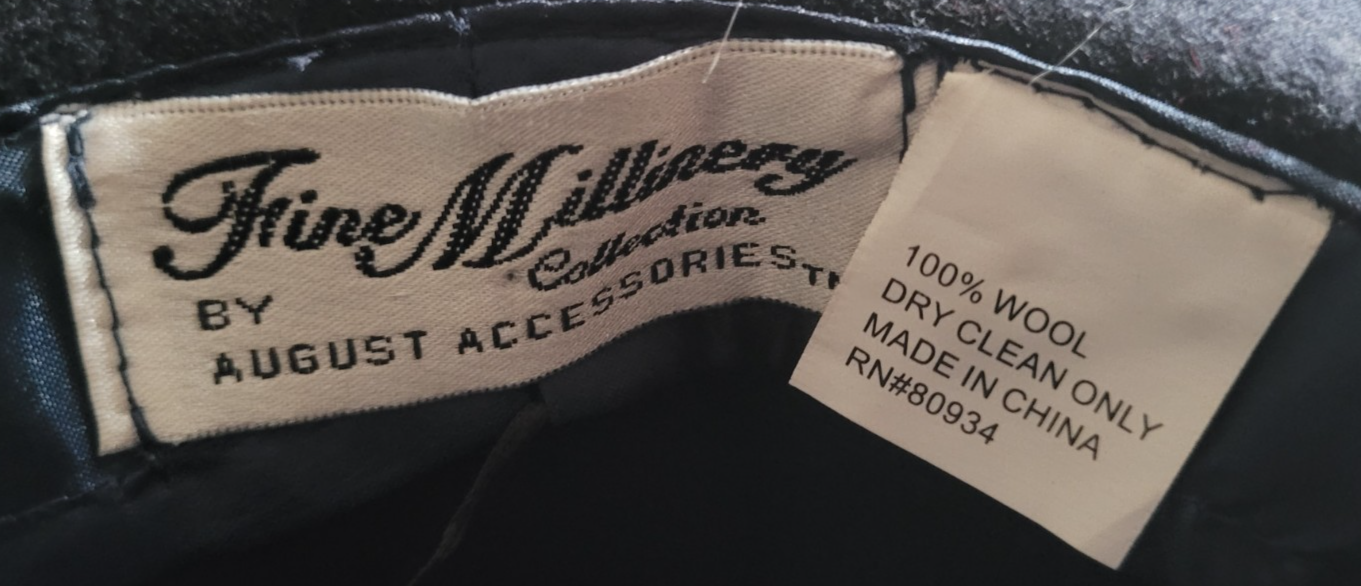 Fine Millinery
Collection
BY
AUGUST ACCESSORIES
100% WOOL
DRY CLEAN ONLY
MADE IN CHINA
RN#80934